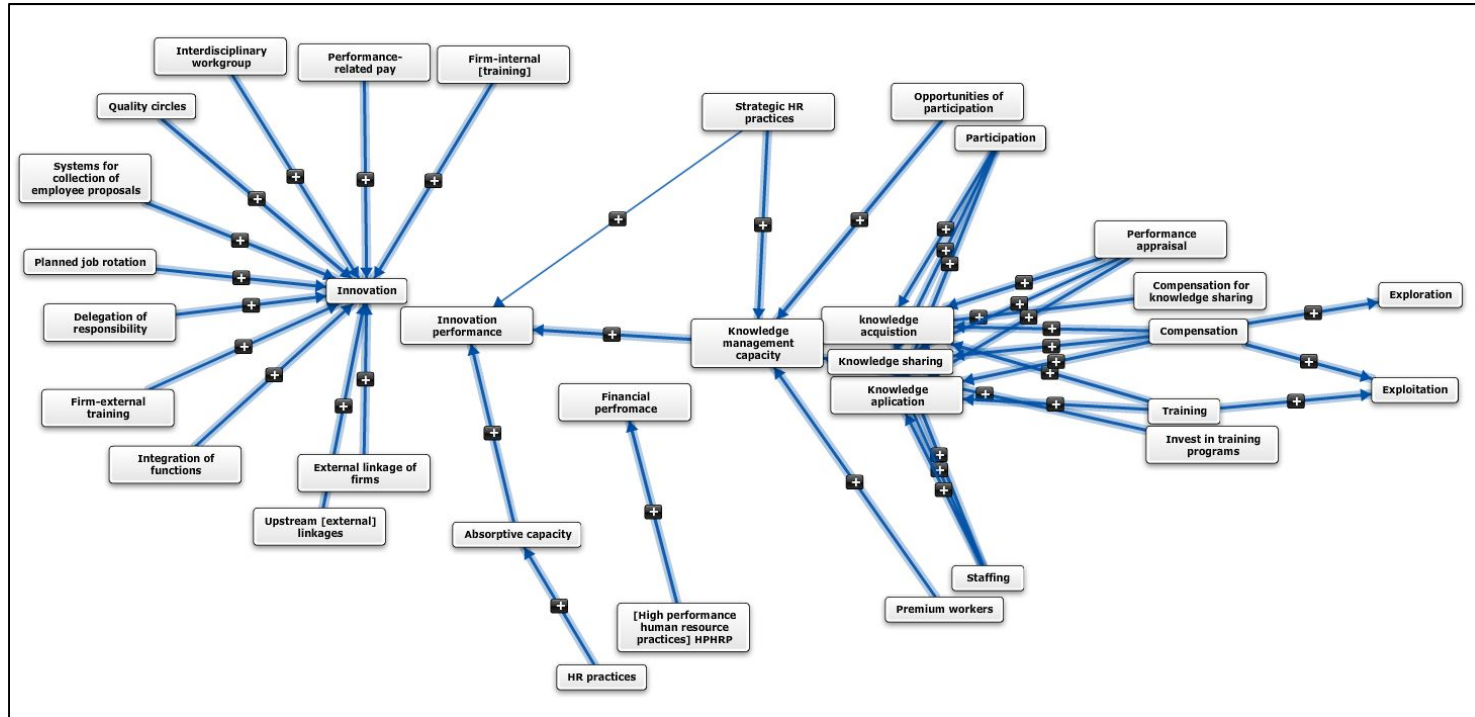 Interdisciplinary
workgroup
Performance-
related pay
Firm-internal
[training]
Quality circles
Systems for
collection of
employee proposals
Planned job rotation
Delegation of
responsibility
Firm-external
training
Integration of
functions
External linkage of
firms
Upstream [external]
linkages
Innovation
Innovation
performance
Strategic HR
practices
Opportunities of
participation
Participation
Performance
appraisal
Compensation for
knowledge sharing
Compensation
Exploration
Exploitation
Knowledge
management
capacity
knowledge
acquistion
Knowledge sharing
Knowledge
aplication
Training
Invest in training
programs
Financial
perfromace
Absorptive capacity
[High performance
human resource
practices] HPHRP
HR practices
Staffing
Premium workers